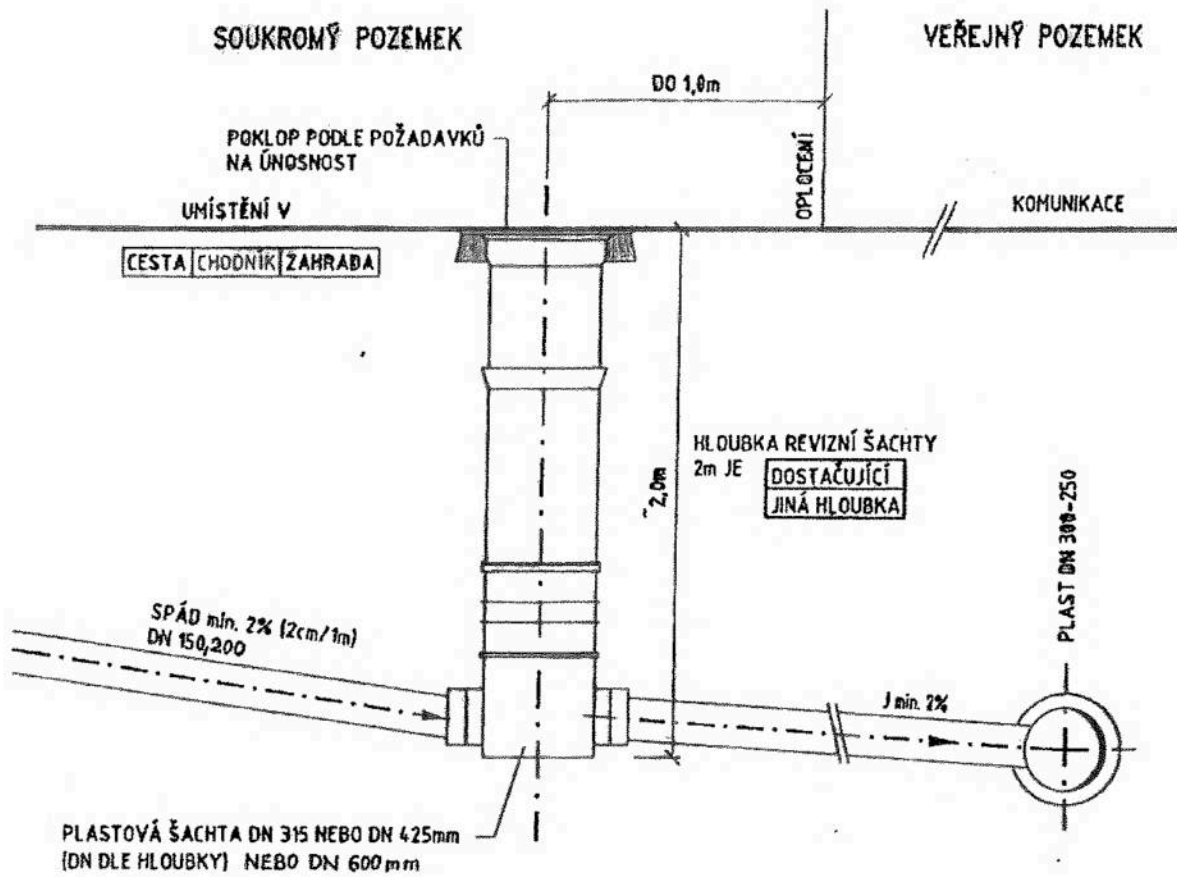 SOUKROMÝ POZEMEK
VEŘEJNÝ POZEMEK
DO 1,0m
POKLOP PODLE POŽADAVKŮ
NA ÚNOSNOST
OPLOCENÍ
UMÍSTĚNÍ V
KOMUNIKACE
CESTA CHODNÍK ZAHRADA
HLOUBKA REVIZNÍ ŠACHTY
2m JE
DOSTAČUJÍCÍ
JINÁ HLOUBKA
~2,0m
PLAST DN 300-250
SPÁD min. 2% (2cm/1m)
DN 150,200
J min. 2%
PLASTOVÁ ŠACHTA DN 315 NEBO DN 425mm
(DN DLE HLOUBKY) NEBO DN 600mm